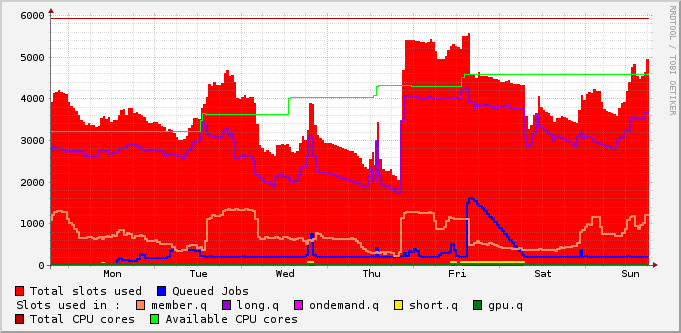 RRDTOOL / TOBI OETIKER
6000
5000
4000
3000
2000
1000
0
Mon Tue Wed Thu Fri Sat Sun
Total slots used Queued Jobs
Slots used in : member.q long.q ondemand.q short.q gpu.q
Total CPU cores Available CPU cores